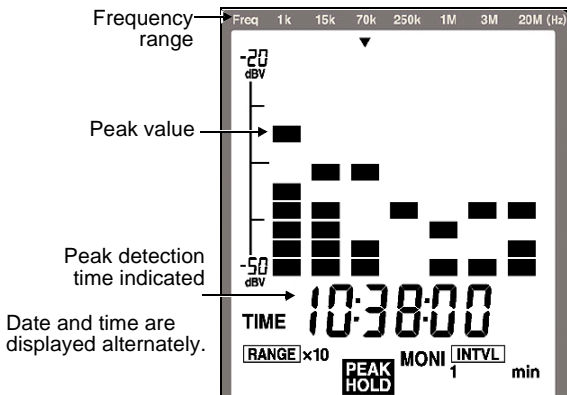 Frequency range
Freq 1k 15k 70k 250k 1M 3M 20M (Hz)
-20
dBV
Peak value
Peak detection time indicated
-50
dBV
Date and time are displayed alternately.
TIME 10:38:00
RANGE ×10
PEAK HOLD
MONI INTVL
1 min